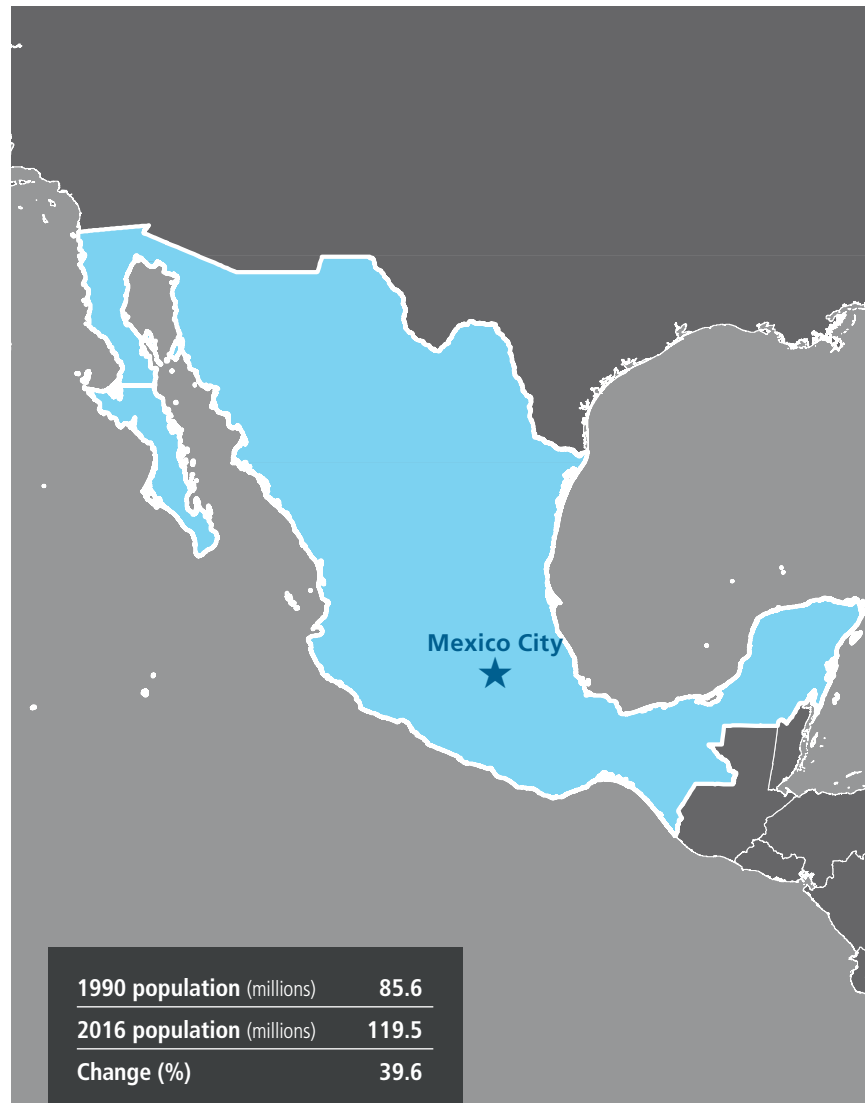 Mexico City
1990 population (millions) 85.6
2016 population (millions) 119.5
Change (%) 39.6